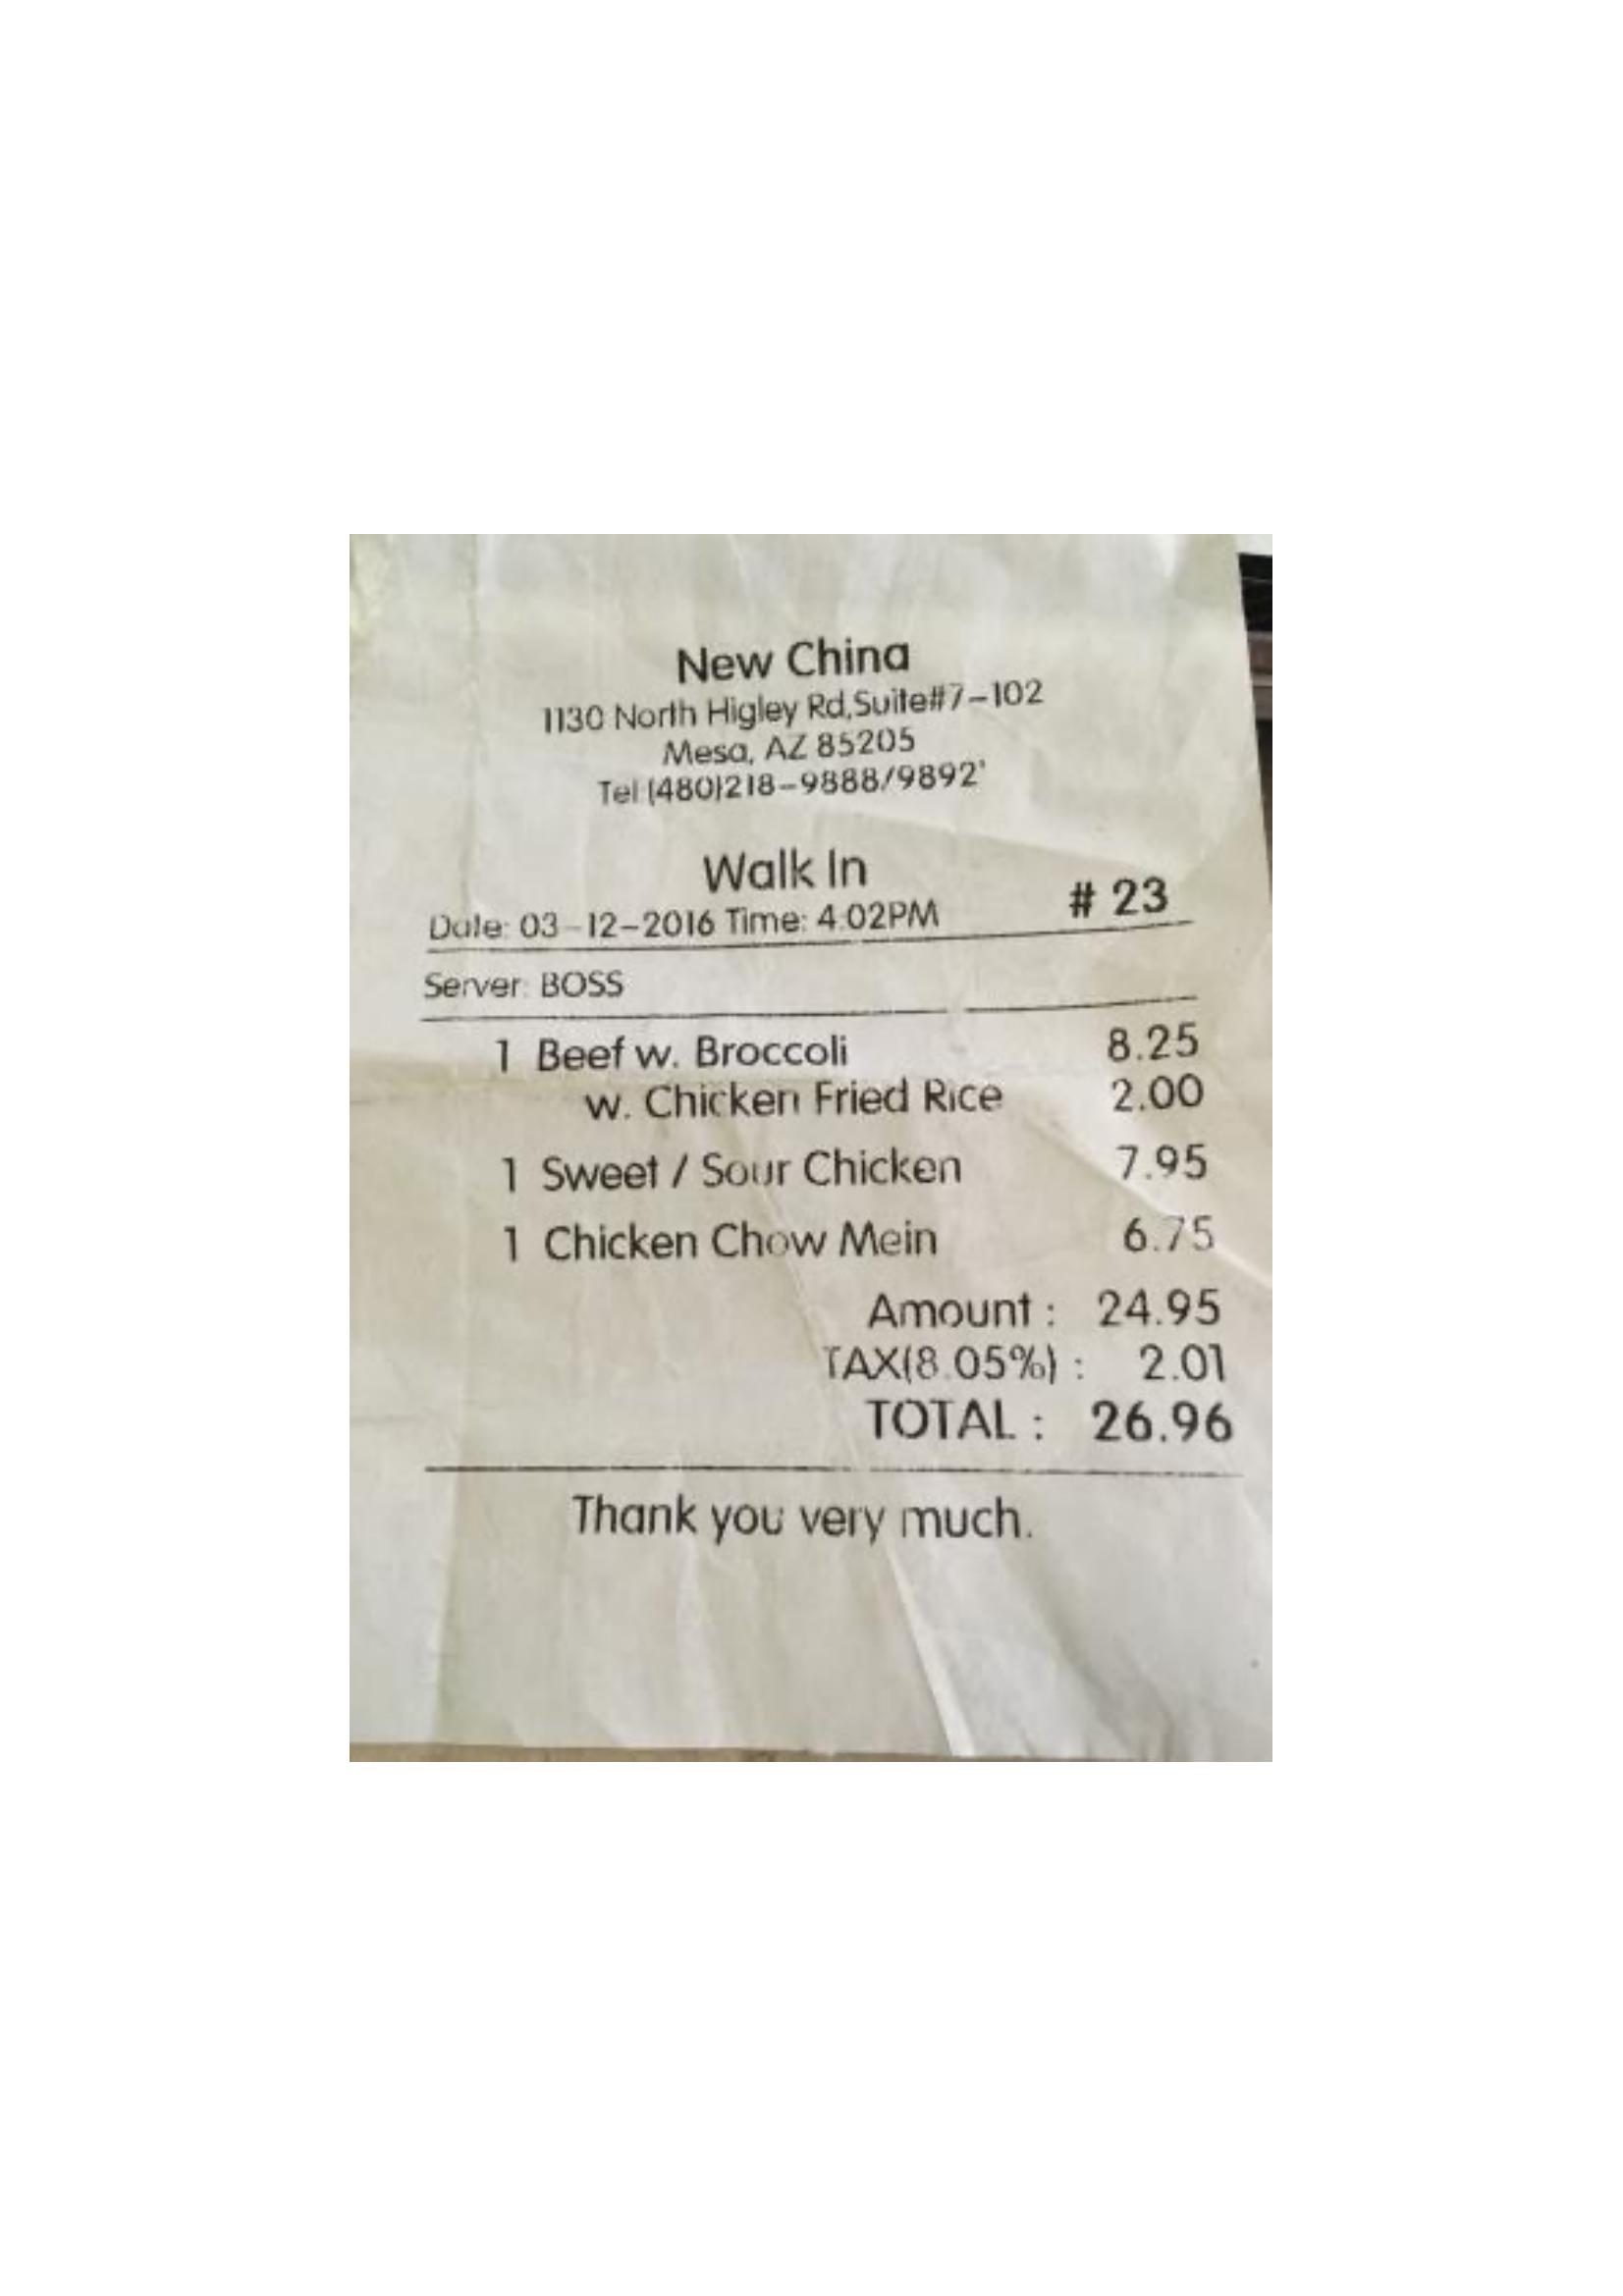 New China
1130 North Higley Rd,Suite#7-102
Mesa, AZ 85205
Tel (480)218-9888/9892'
Walk In
# 23
Date: 03-12-2016 Time: 4:02PM
Server: BOSS
1 Beef w. Broccoli 8.25
w. Chicken Fried Rice 2.00
1 Sweet / Sour Chicken 7.95
1 Chicken Chow Mein 6.75
Amount : 24.95
TAX(8.05%) : 2.01
TOTAL : 26.96
Thank you very much.